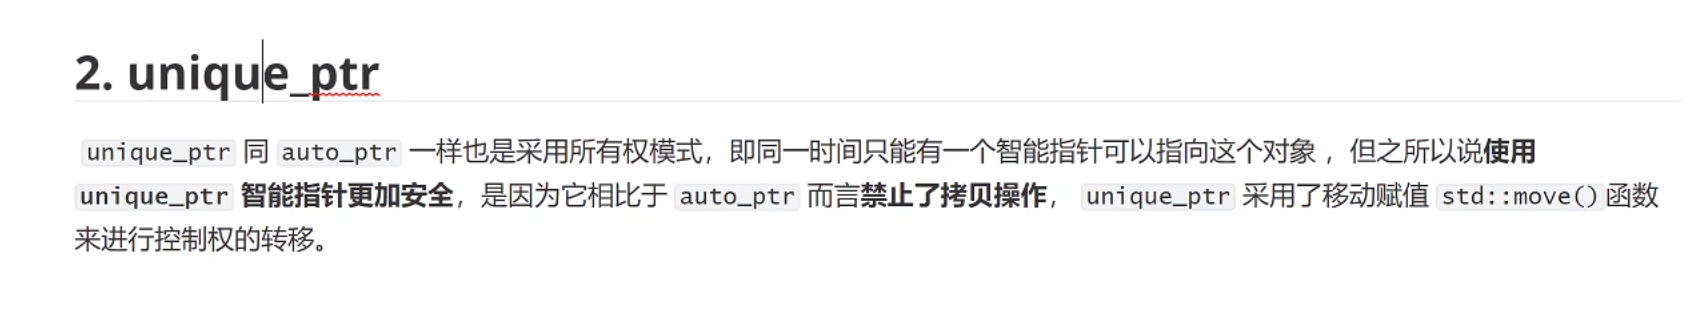 2. unique_ptr
unique_ptr 同 auto_ptr 一样也是采用所有权模式，即同一时间只能有一个智能指针可以指向这个对象 ，但之所以说使用
unique_ptr 智能指针更加安全，是因为它相比于 auto_ptr 而言禁止了拷贝操作， unique_ptr 采用了移动赋值 std::move()函数
来进行控制权的转移。